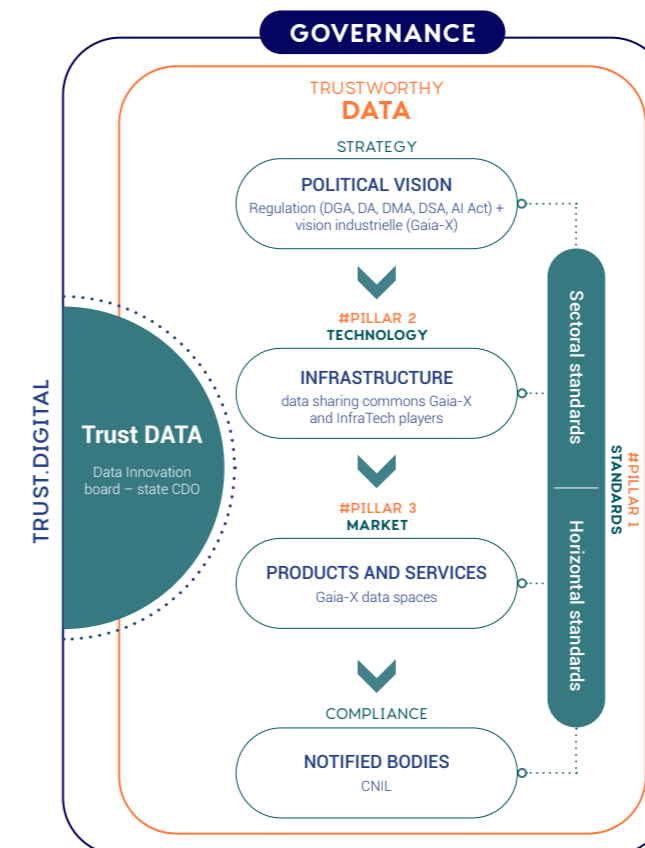 GOVERNANCE
TRUSTWORTHY
DATA
STRATEGY
POLITICAL VISION
Regulation (DGA, DA, DMA, DSA, AI Act) +
vision industrielle (Gaia-X)
#PILLAR 2
TECHNOLOGY
INFRASTRUCTURE
data sharing commons Gaia-X
and InfraTech players
#PILLAR 3
MARKET
PRODUCTS AND SERVICES
Gaia-X data spaces
COMPLIANCE
NOTIFIED BODIES
CNIL
TRUST.DIGITAL
Trust DATA
Data Innovation
board – state CDO
Sectoral standards
Horizontal standards
#PILLAR 1
STANDARDS